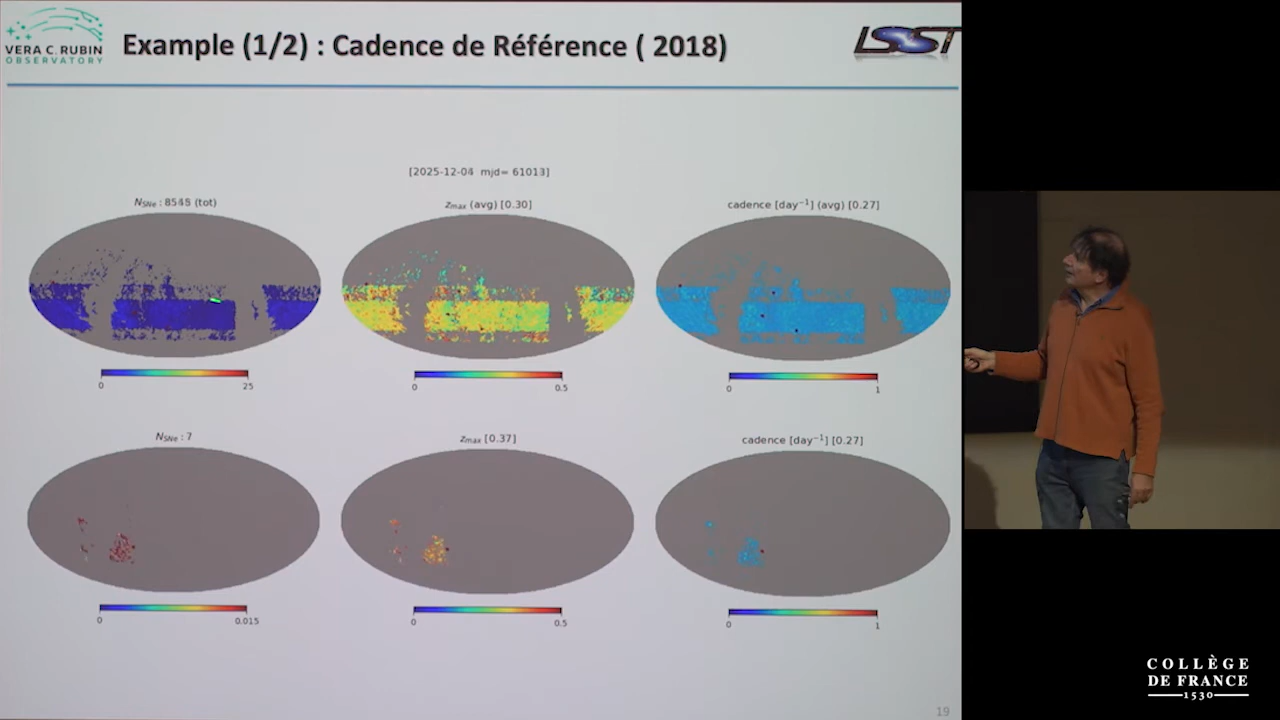 VERA C. RUBIN
OBSERVATORY
Example (1/2) : Cadence de Référence ( 2018)
LSST
[2025-12-04 mjd= 61013]
N_SNe : 8548 (tot)
z_max (avg) [0.30]
cadence [day⁻¹] (avg) [0.27]
0 25
0 0.5
0 1
N_SNe : 7
z_max [0.37]
cadence [day⁻¹] [0.27]
0 0.015
0 0.5
0 1
19
COLLÈGE
DE FRANCE
1530